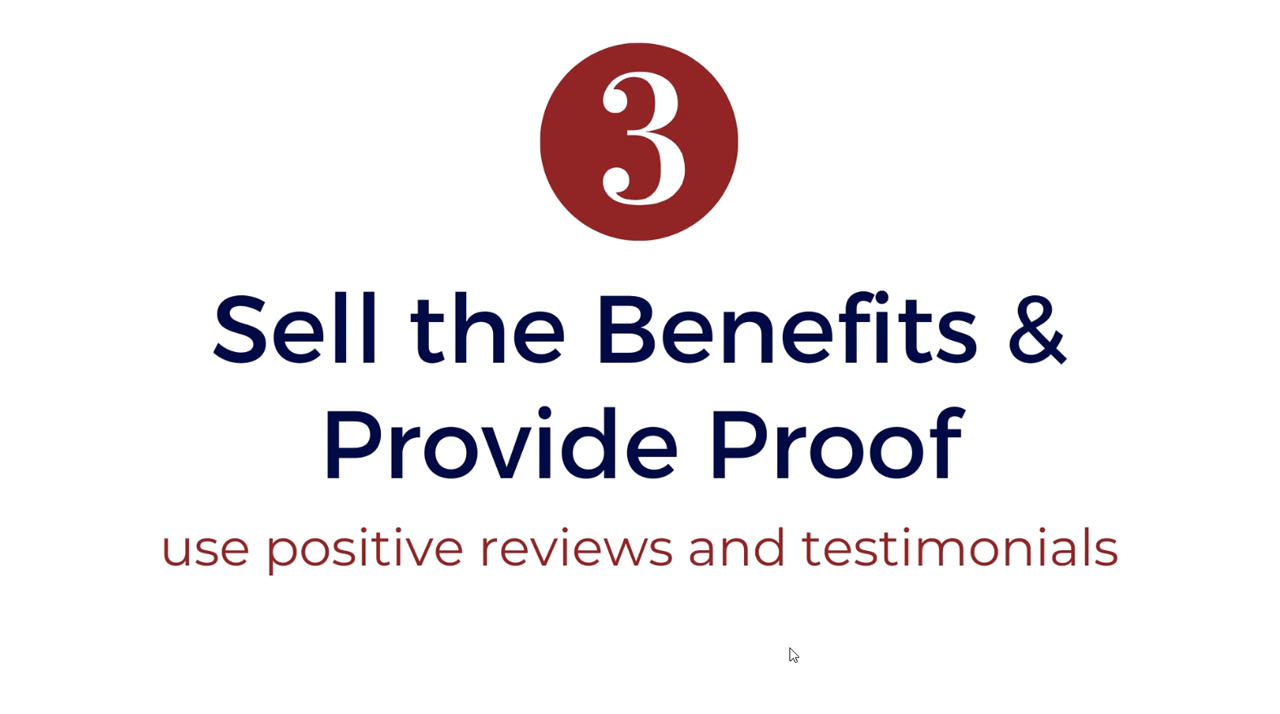 3
Sell the Benefits &
Provide Proof
use positive reviews and testimonials